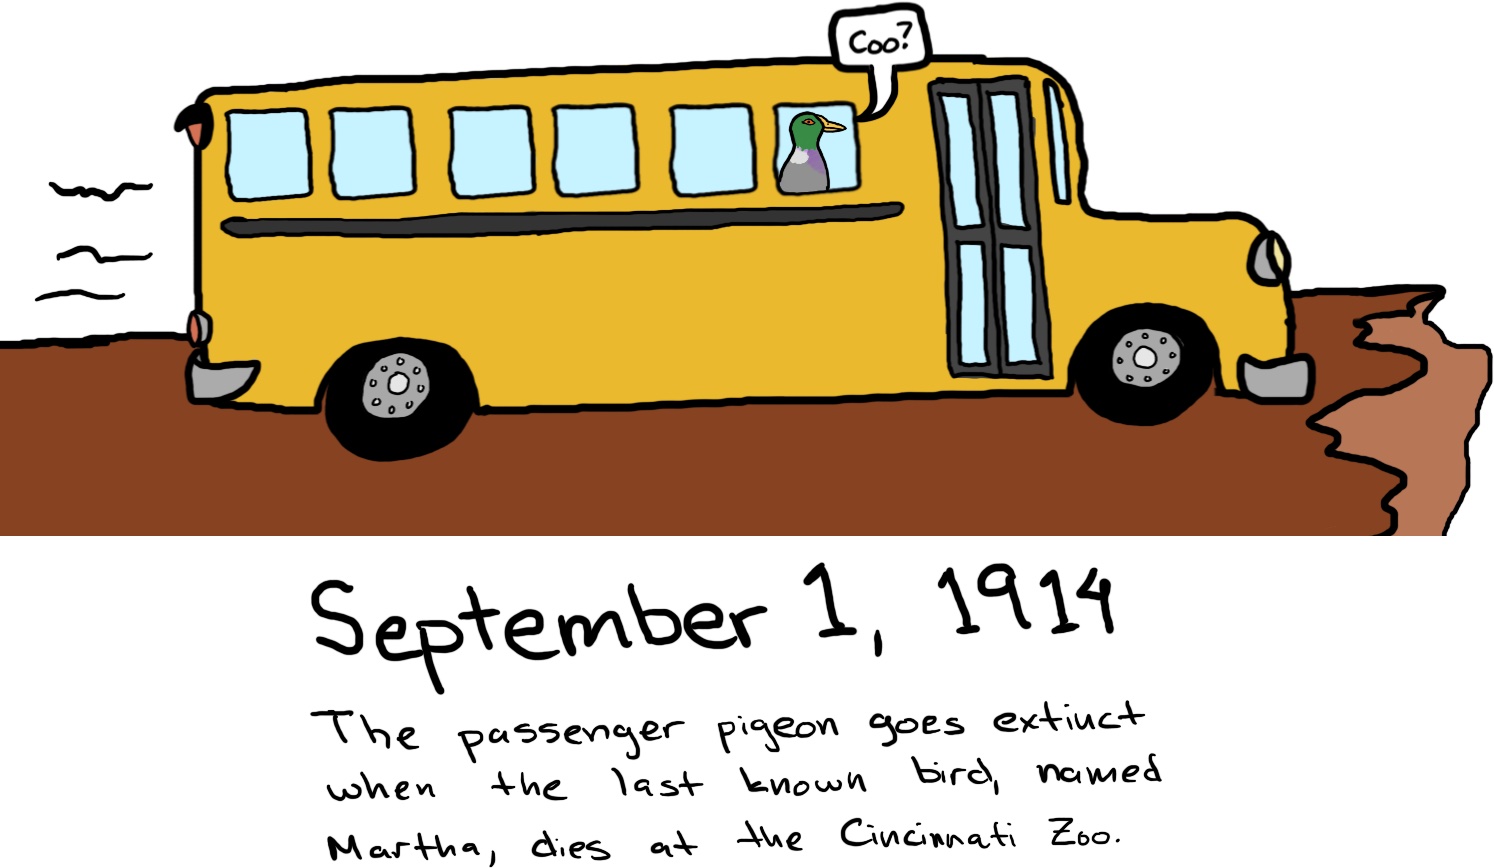 Coo?
September 1, 1914
The passenger pigeon goes extinct
when the last known bird, named
Martha, dies at the Cincinnati Zoo.